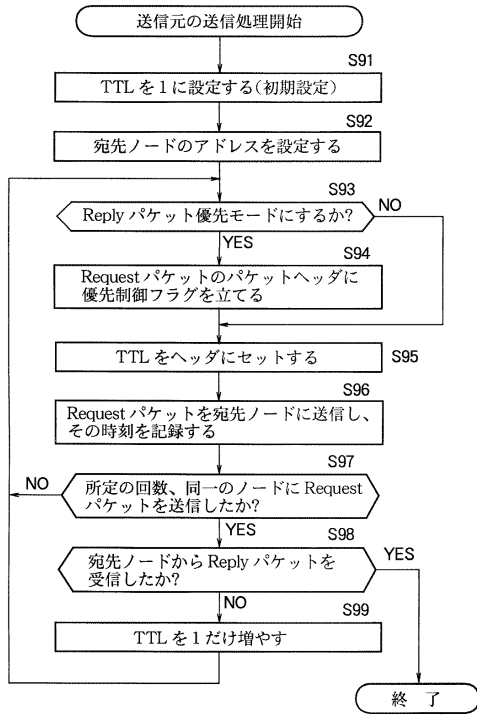 送信元の送信処理開始
S91
TTLを1に設定する(初期設定)
S92
宛先ノードのアドレスを設定する
S93
Replyパケット優先モードにするか?
NO
YES
S94
Requestパケットのパケットヘッダに
優先制御フラグを立てる
TTLをヘッダにセットする
S95
S96
Requestパケットを宛先ノードに送信し、
その時刻を記録する
S97
NO
所定の回数、同一のノードにRequest
パケットを送信したか?
YES
S98
宛先ノードからReplyパケットを
受信したか?
YES
NO
S99
TTLを1だけ増やす
終 了